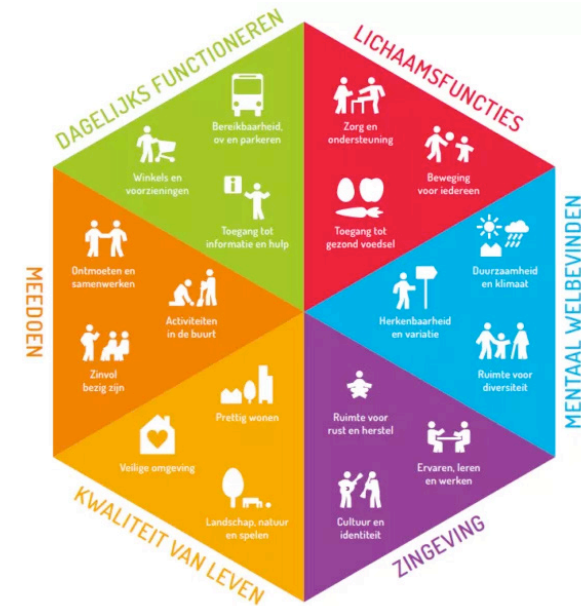 DAGELIJKS FUNCTIONEREN
Bereikbaarheid,
ov en parkeren
Winkels en
voorzieningen
i
Toegang tot
informatie en hulp
LICHAAMSFUNCTIES
Zorg en
ondersteuning
Beweging
voor iedereen
Toegang tot
gezond voedsel
MENTAAL WELBEVINDEN
Duurzaamheid
en klimaat
Herkenbaarheid
en variatie
Ruimte voor
diversiteit
ZINGEVING
Ruimte voor
rust en herstel
Ervaren, leren
en werken
Cultuur en
identiteit
KWALITEIT VAN LEVEN
Prettig wonen
Veilige omgeving
Landschap, natuur
en spelen
MEEDOEN
Ontmoeten en
samenwerken
Activiteiten
in de buurt
Zinvol
bezig zijn